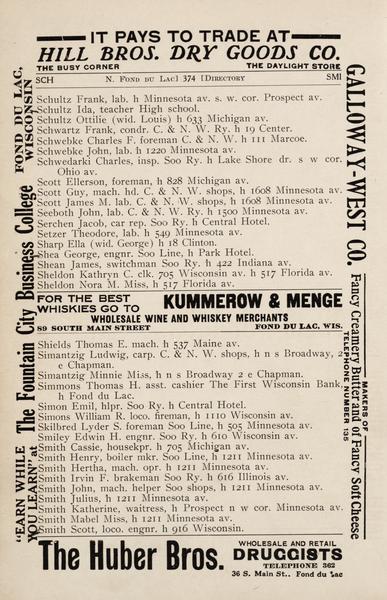 IT PAYS TO TRADE AT
HILL BROS. DRY GOODS CO.
THE BUSY CORNER THE DAYLIGHT STORE
SCH N. FOND DU LAC] 374 [DIRECTORY SMI
Schultz Frank, lab. h Minnesota av. s. w. cor. Prospect av.
Schultz Ida, teacher High school.
Schultz Ottilie (wid. Louis) h 633 Michigan av.
Schwartz Frank, condr. C. & N. W. Ry. h 19 Center.
Schwebke Charles F. foreman C. & N. W. h 111 Marcoe.
Schwebke John, lab. h 1220 Minnesota av.
Schwedarki Charles, insp. Soo Ry. h Lake Shore dr. s w cor.
Ohio av.
Scott Ellerson, foreman, h 828 Michigan av.
Scott Guy, mach. hd. C. & N. W. shops, h 1608 Minnesota av.
Scott James M. lab. C. & N. W. shops, h 1608 Minnesota av.
Seeboth John, lab. C. & N. W. Ry. h 1500 Minnesota av.
Serchen Jacob, car rep. Soo Ry. h Central Hotel.
Setzer Theodore, lab. h 549 Minnesota av.
Sharp Ella (wid. George) h 18 Clinton.
Shea George, engnr. Soo Line, h Park Hotel.
Shean James, switchman Soo Ry. h 422 Indiana av.
Sheldon Kathryn C. clk. 705 Wisconsin av. h 517 Florida av.
Sheldon Nora M. Miss, h 517 Florida av.
FOR THE BEST
WHISKIES GO TO KUMMEROW & MENGE
WHOLESALE WINE AND WHISKEY MERCHANTS
89 SOUTH MAIN STREET FOND DU LAC, WIS.
Shields Thomas E. mach. h 537 Maine av.
Simantzig Ludwig, carp. C. & N. W. shops, h n s Broadway, 2
e Chapman.
Simantzig Minnie Miss, h n s Broadway 2 e Chapman.
Simmons Thomas H. asst. cashier The First Wisconsin Bank,
h Fond du Lac.
Simon Emil, hlpr. Soo Ry. h Central Hotel.
Simons William R. loco. fireman, h 1110 Wisconsin av.
Skilbred Lyder S. foreman Soo Line, h 505 Minnesota av.
Smiley Edwin H. engnr. Soo Ry. h 610 Wisconsin av.
Smith Cassie, housekpr. h 705 Michigan av.
Smith Henry, boiler mkr. Soo Line, h 1211 Minnesota av.
Smith Hertha, mach. opr. h 1211 Minnesota av.
Smith Irvin F. brakeman Soo Ry. h 616 Illinois av.
Smith John, mach. helper Soo shops, h 1211 Minnesota av.
Smith Julius, h 1211 Minnesota av.
Smith Katherine, waitress, h Prospect n w cor. Minnesota av.
Smith Mabel Miss, h 1211 Minnesota av.
Smith Scott, loco. engnr. h 916 Wisconsin.
The Huber Bros. WHOLESALE AND RETAIL
DRUGGISTS
TELEPHONE 362
36 S. Main St., Fond du Lac
"EARN WHILE
YOU LEARN" at The Fountain City Business College FOND DU LAC,
WISCONSIN
GALLOWAY-WEST CO. MAKERS OF
Fancy Creamery Butter and of Fancy Soft Cheese
TELEPHONE NUMBER 135